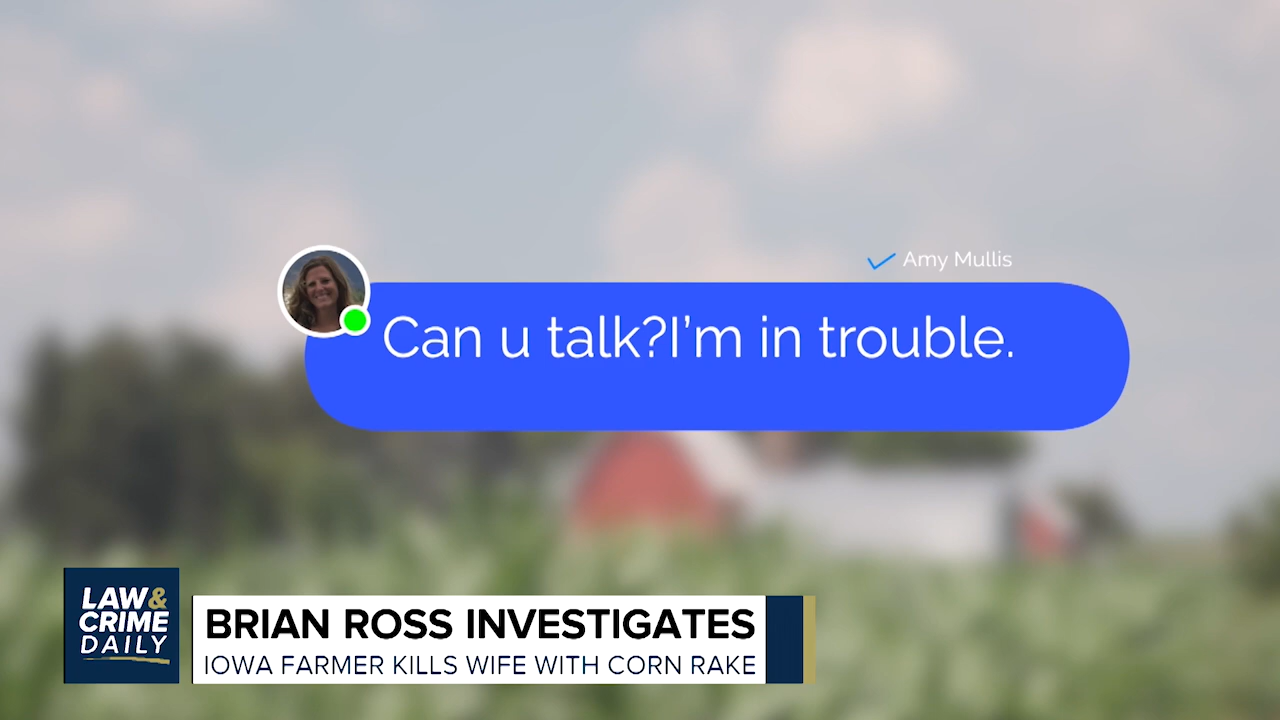 Amy Mullis
Can u talk?I'm in trouble.
LAW&
CRIME
DAILY
BRIAN ROSS INVESTIGATES
IOWA FARMER KILLS WIFE WITH CORN RAKE